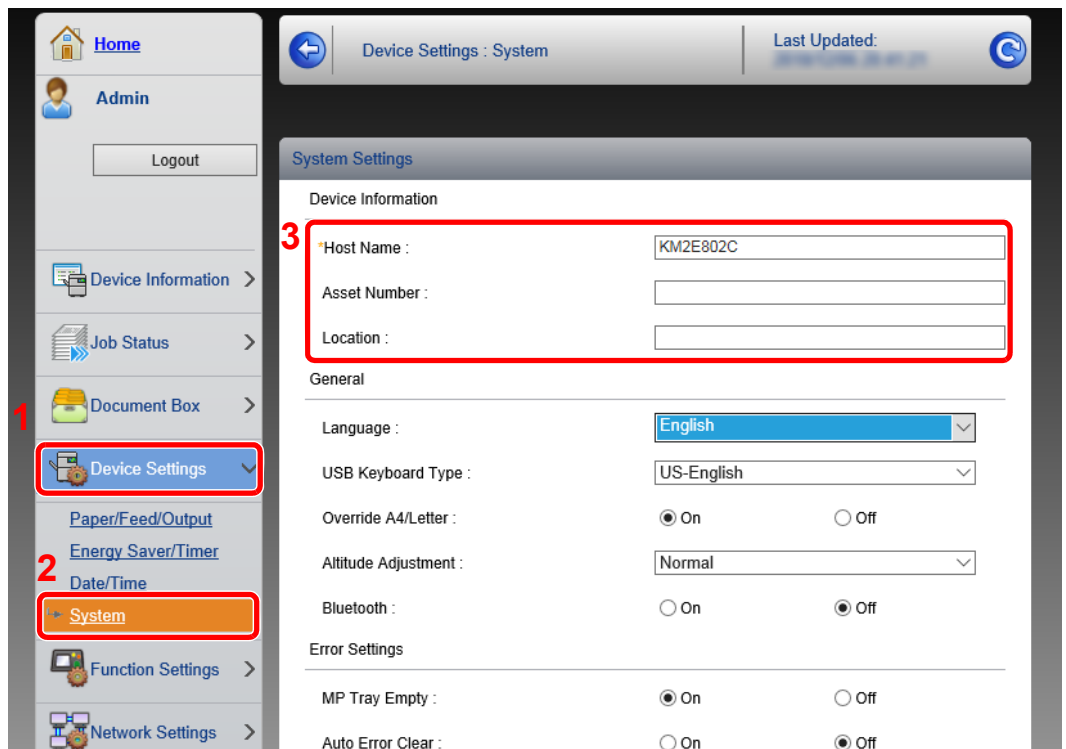 Home
Admin
Logout
Device Information
Job Status
1
Document Box
Device Settings
Paper/Feed/Output
2
Energy Saver/Timer
Date/Time
System
Function Settings
Network Settings
Device Settings : System
Last Updated:
System Settings
Device Information
3
*Host Name : KM2E802C
Asset Number :
Location :
General
Language : English
USB Keyboard Type : US-English
Override A4/Letter : On Off
Altitude Adjustment : Normal
Bluetooth : On Off
Error Settings
MP Tray Empty : On Off
Auto Error Clear : On Off